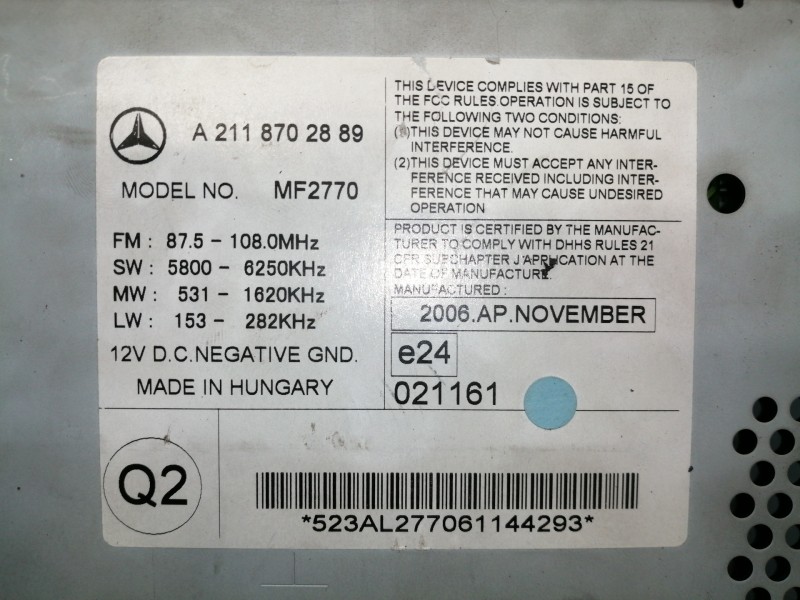 A 211 870 28 89
MODEL NO. MF2770
FM : 87.5 - 108.0MHz
SW : 5800 - 6250KHz
MW : 531 - 1620KHz
LW : 153 - 282KHz
12V D.C.NEGATIVE GND.
MADE IN HUNGARY
THIS DEVICE COMPLIES WITH PART 15 OF
THE FCC RULES OPERATION IS SUBJECT TO
THE FOLLOWING TWO CONDITIONS:
(1)THIS DEVICE MAY NOT CAUSE HARMFUL
INTERFERENCE.
(2)THIS DEVICE MUST ACCEPT ANY INTER-
FERENCE RECEIVED INCLUDING INTER-
FERENCE THAT MAY CAUSE UNDESIRED
OPERATION
PRODUCT IS CERTIFIED BY THE MANUFAC-
TURER TO COMPLY WITH DHHS RULES 21
CFR SUBCHAPTER J APPLICATION AT THE
DATE OF MANUFACTURE.
MANUFACTURED :
2006.AP.NOVEMBER
e24
021161
Q2
*523AL277061144293*